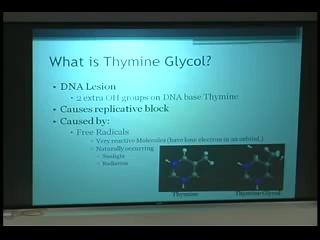 What is Thymine Glycol?
DNA Lesion
2 extra OH groups on DNA base Thymine
Causes replicative block
Caused by:
Free Radicals
Very reactive Molecules (have lone electron in an orbital.)
Naturally occurring
Sunlight
Radiation
Thymine Thymine Glycol